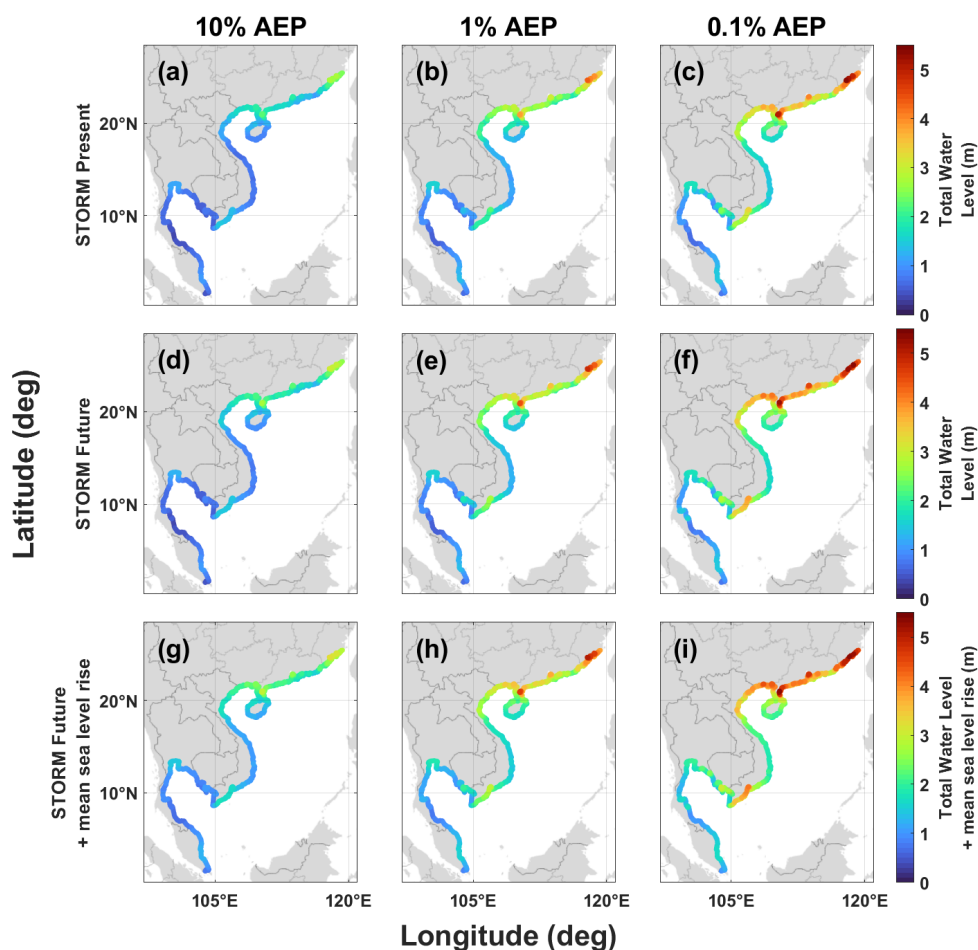 10% AEP
1% AEP
0.1% AEP
Latitude (deg)
STORM Present
(a)
(b)
(c)
20°N
10°N
5
4
3
2
1
0
Total Water
Level (m)
STORM Future
(d)
(e)
(f)
20°N
10°N
5
4
3
2
1
0
Total Water
Level (m)
STORM Future
+ mean sea level rise
(g)
(h)
(i)
20°N
10°N
5
4
3
2
1
0
Total Water Level
+ mean sea level rise (m)
105°E
120°E
105°E
120°E
105°E
120°E
Longitude (deg)